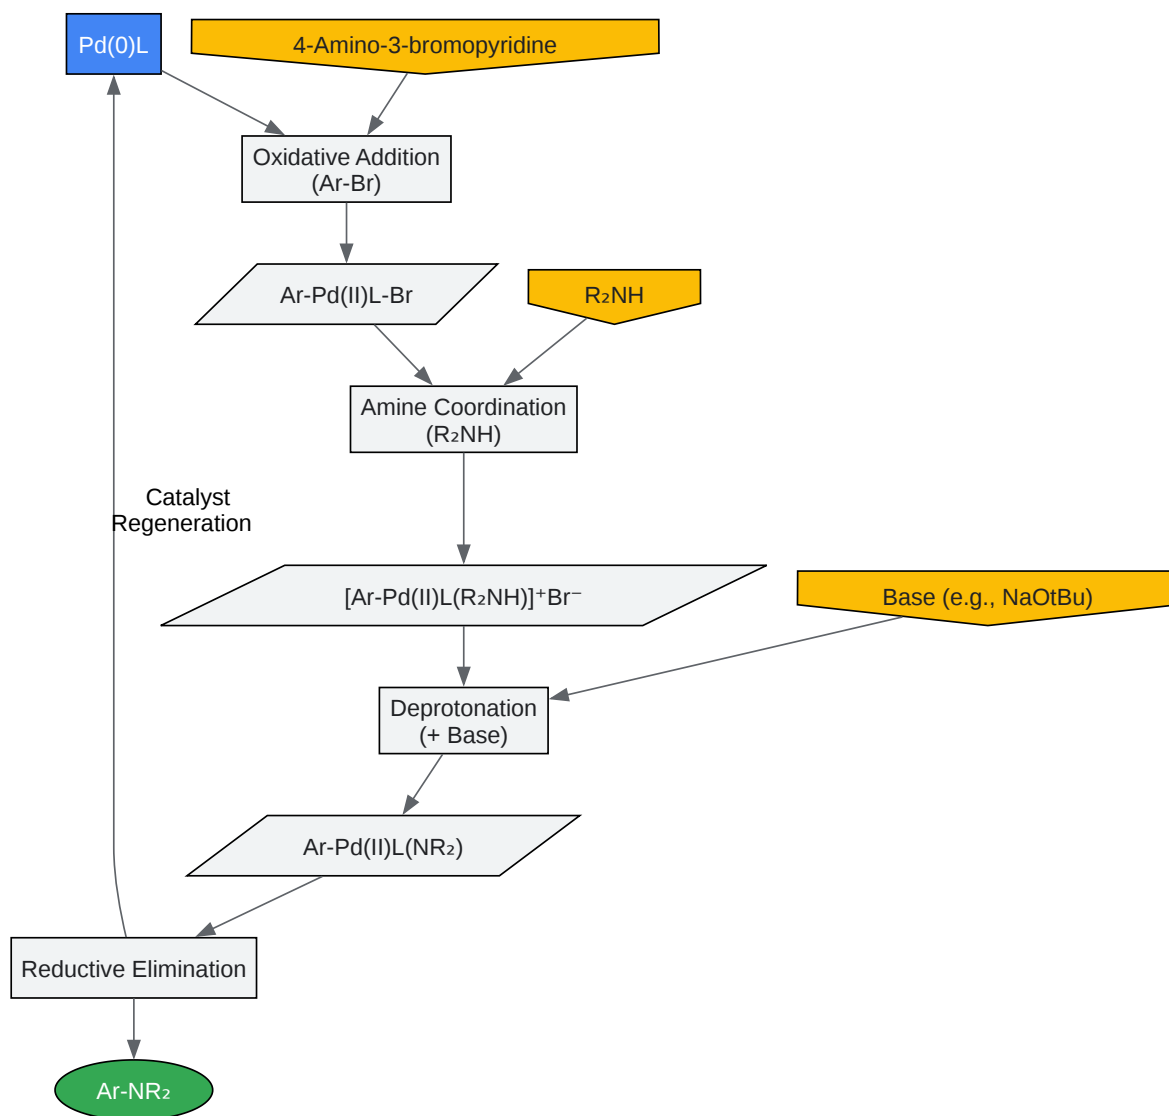 Pd(0)L
4-Amino-3-bromopyridine
Oxidative Addition
(Ar-Br)
Ar-Pd(II)L-Br
R₂NH
Amine Coordination
(R₂NH)
Catalyst
Regeneration
[Ar-Pd(II)L(R₂NH)]⁺Br⁻
Base (e.g., NaOtBu)
Deprotonation
(+ Base)
Ar-Pd(II)L(NR₂)
Reductive Elimination
Ar-NR₂